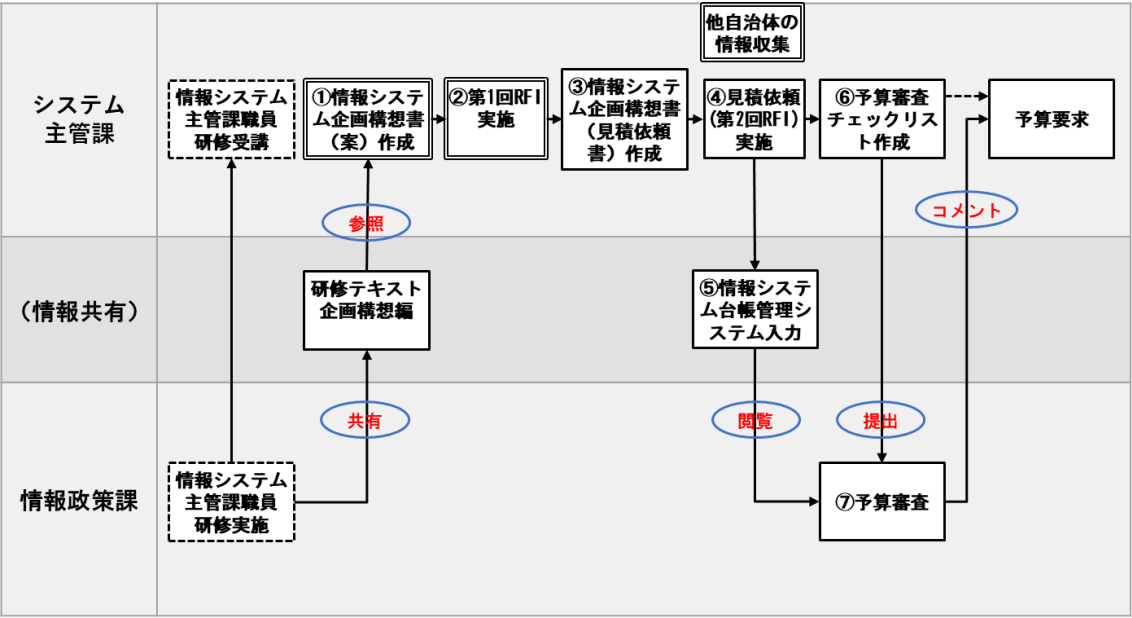 システム
主管課
情報システム
主管課職員
研修受講
①情報システ
ム企画構想書
（案）作成
②第1回RFI
実施
③情報システ
ム企画構想書
（見積依頼
書）作成
他自治体の
情報収集
④見積依頼
(第2回RFI)
実施
⑥予算審査
チェックリス
ト作成
予算要求
参照
コメント
（情報共有）
研修テキスト
企画構想編
⑤情報システ
ム台帳管理シ
ステム入力
共有
閲覧
提出
情報政策課
情報システム
主管課職員
研修実施
⑦予算審査